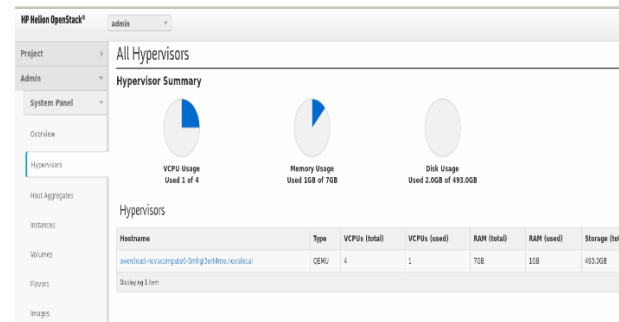 HP Helion OpenStack®
admin
Project
Admin
System Panel
Overview
Hypervisors
Host Aggregates
Instances
Volumes
Flavors
Images
All Hypervisors
Hypervisor Summary
VCPU Usage
Used 1 of 4
Memory Usage
Used 1GB of 7GB
Disk Usage
Used 2.0GB of 493.0GB
Hypervisors
Hostname Type VCPUs (total) VCPUs (used) RAM (total) RAM (used) Storage (tot
QEMU 4 1 7GB 1GB 493.0GB
Displaying 1 item